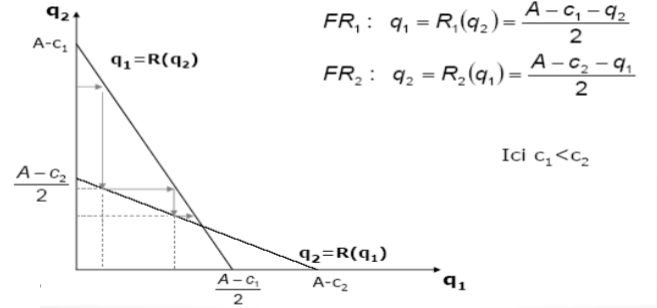 q₂
A-c₁
q₁=R(q₂)
FR₁ : q₁ = R₁(q₂) = (A - c₁ - q₂)/2
FR₂ : q₂ = R₂(q₁) = (A - c₂ - q₁)/2
Ici c₁<c₂
(A - c₂)/2
q₂=R(q₁)
(A - c₁)/2
A-c₂
q₁